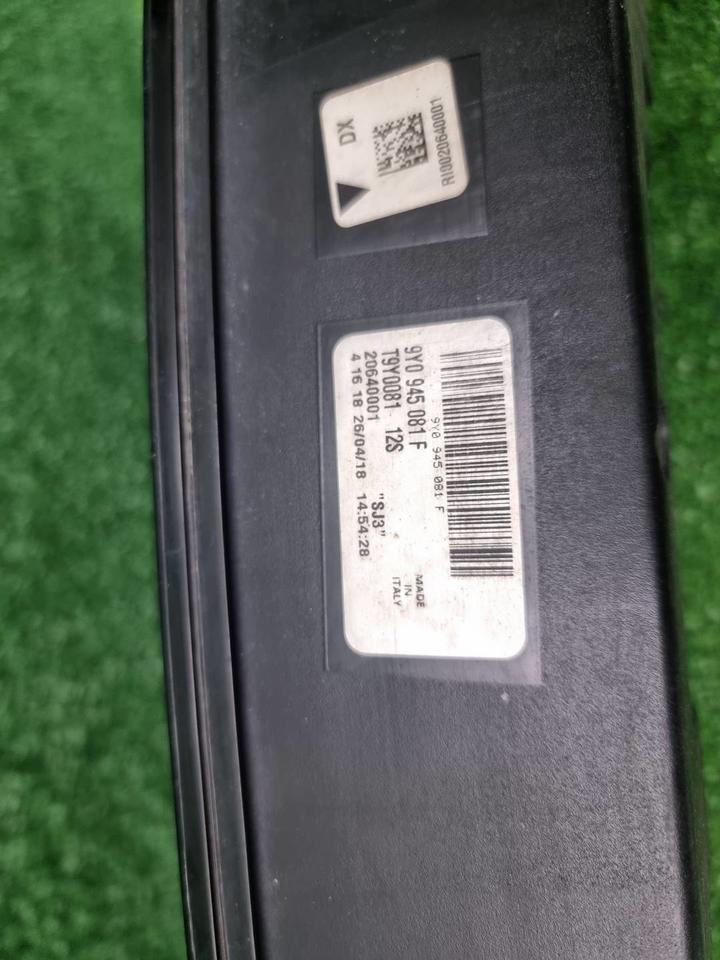 DX
RI0020640001
9Y0 945 081 F
9Y0 945 081 F
T9Y0081 12S
20640001 "SJ3"
4 16 18 26/04/18 14:54:28
MADE
IN
ITALY